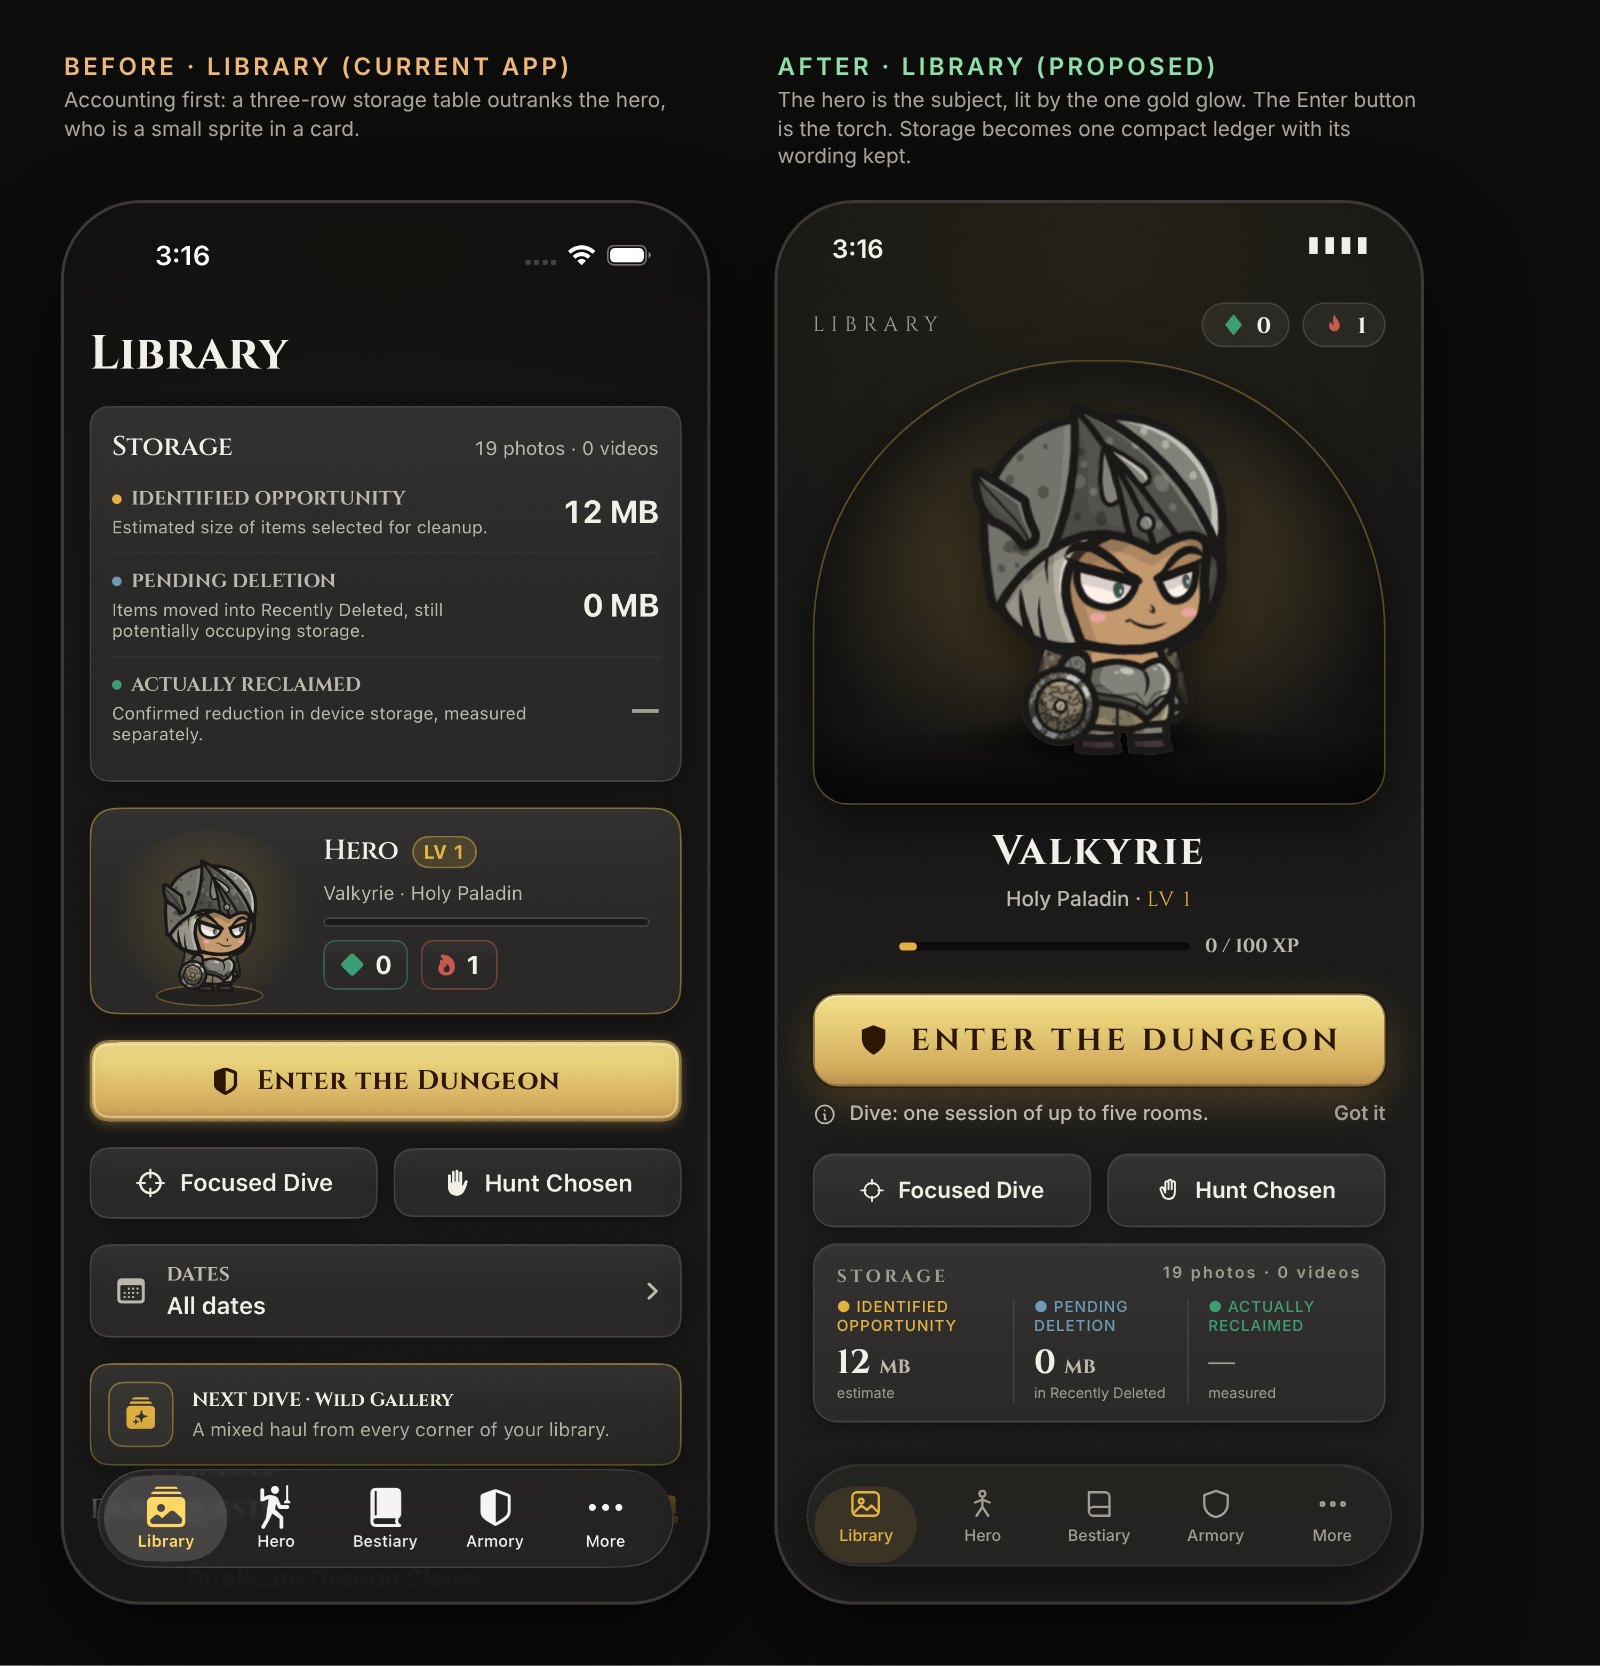 BEFORE · LIBRARY (CURRENT APP)
Accounting first: a three-row storage table outranks the hero,
who is a small sprite in a card.
3:16
LIBRARY
STORAGE
19 photos · 0 videos
IDENTIFIED OPPORTUNITY
Estimated size of items selected for cleanup.
12 MB
PENDING DELETION
Items moved into Recently Deleted, still
potentially occupying storage.
0 MB
ACTUALLY RECLAIMED
Confirmed reduction in device storage, measured
separately.
—
HERO
LV 1
Valkyrie · Holy Paladin
0
1
ENTER THE DUNGEON
Focused Dive
Hunt Chosen
DATES
All dates
NEXT DIVE · WILD GALLERY
A mixed haul from every corner of your library.
Library
Hero
Bestiary
Armory
More
Duplicate Dragon Slayer
AFTER · LIBRARY (PROPOSED)
The hero is the subject, lit by the one gold glow. The Enter button
is the torch. Storage becomes one compact ledger with its
wording kept.
3:16
LIBRARY
0
1
VALKYRIE
Holy Paladin · LV 1
0 / 100 XP
ENTER THE DUNGEON
Dive: one session of up to five rooms.
Got it
Focused Dive
Hunt Chosen
STORAGE
19 photos · 0 videos
IDENTIFIED
OPPORTUNITY
12 MB
estimate
PENDING
DELETION
0 MB
in Recently Deleted
ACTUALLY
RECLAIMED
—
measured
Library
Hero
Bestiary
Armory
More